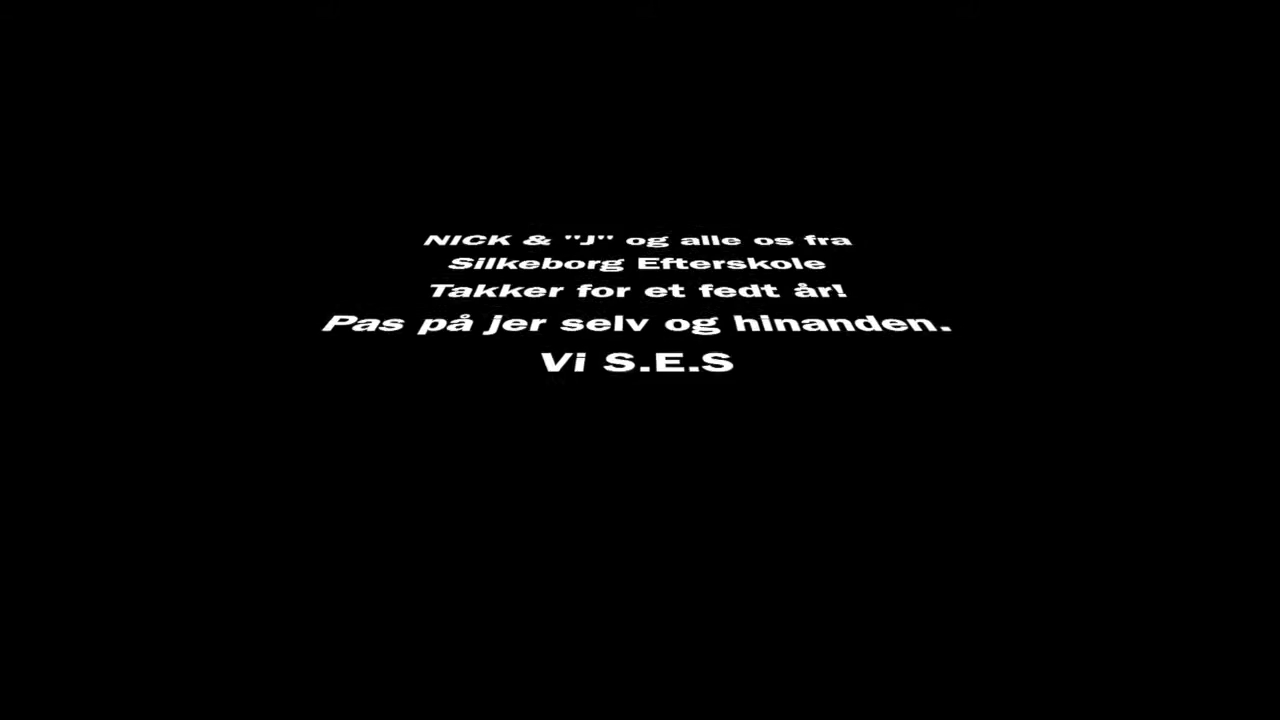 NICK & "J" og alle os fra
Silkeborg Efterskole
Takker for et fedt år!
Pas på jer selv og hinanden.
Vi S.E.S